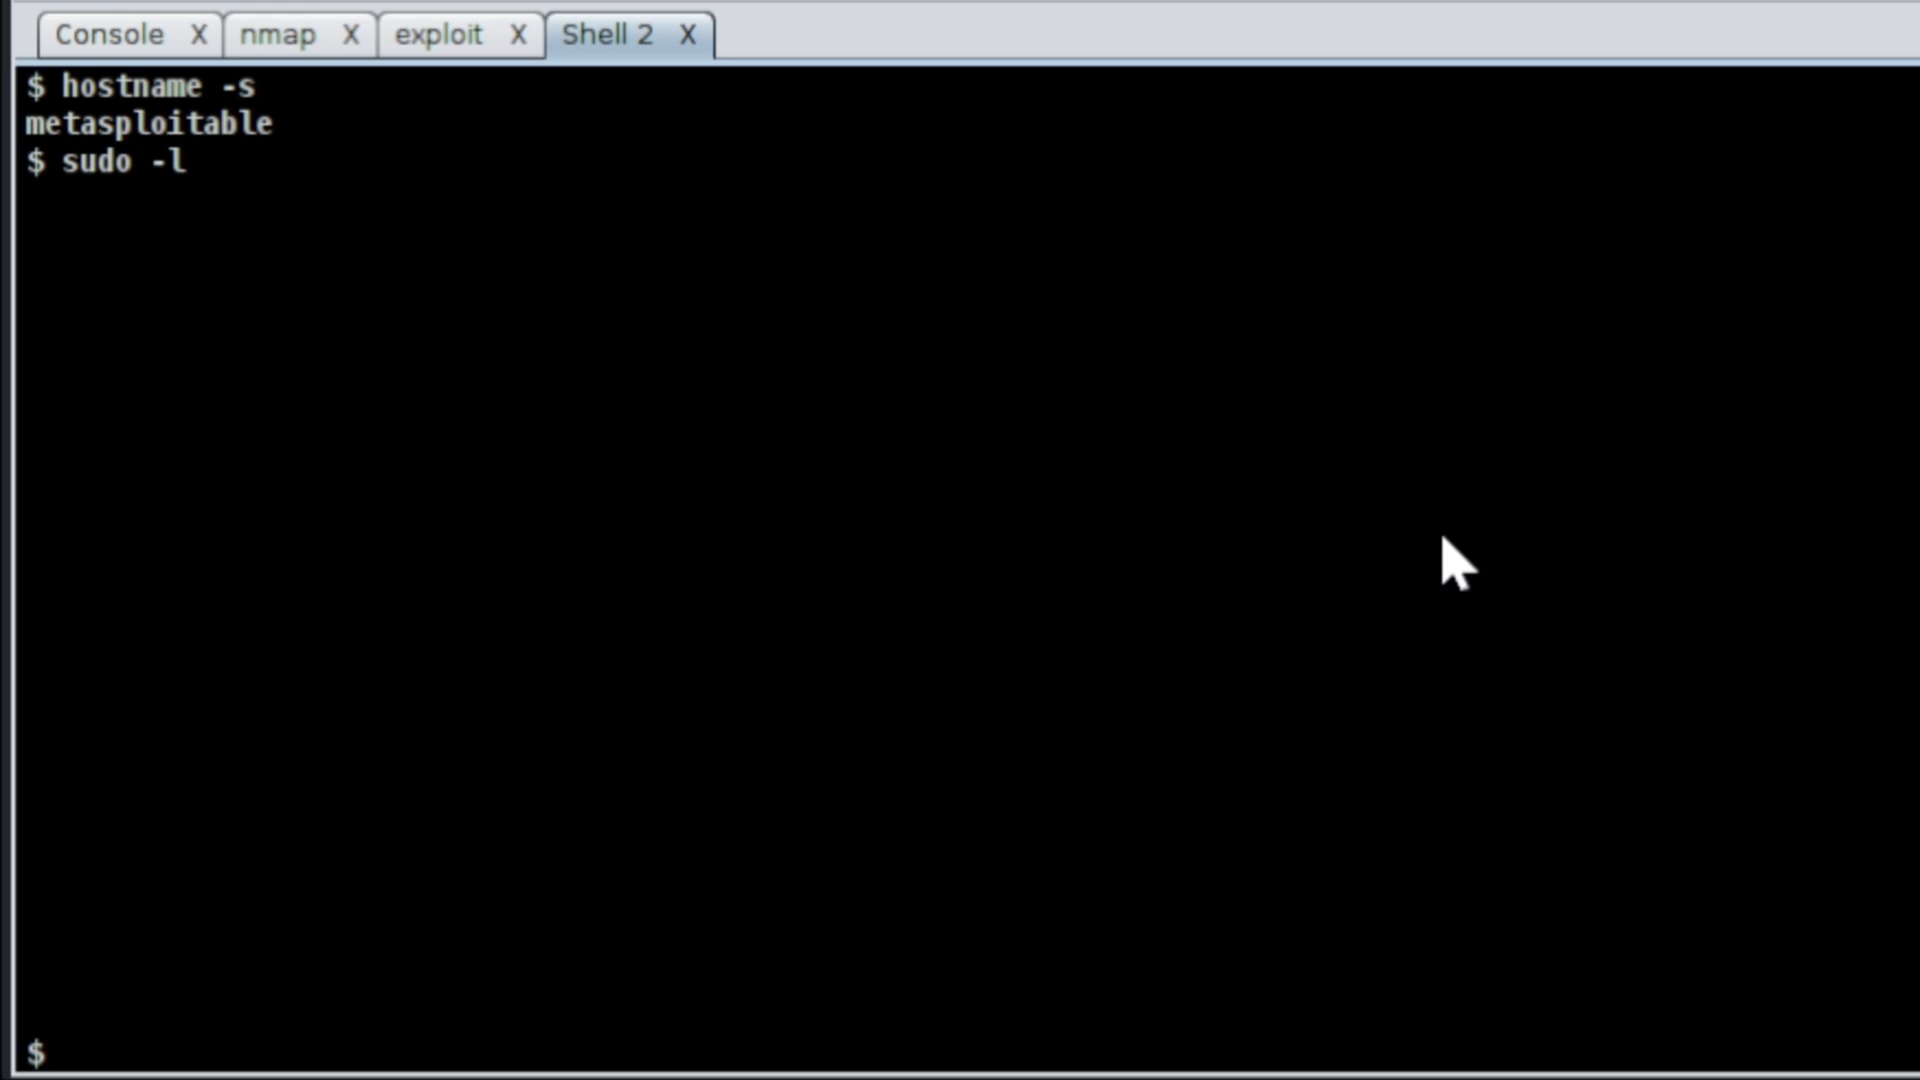 Console X nmap X exploit X Shell 2 X
$ hostname -s
metasploitable
$ sudo -l
$